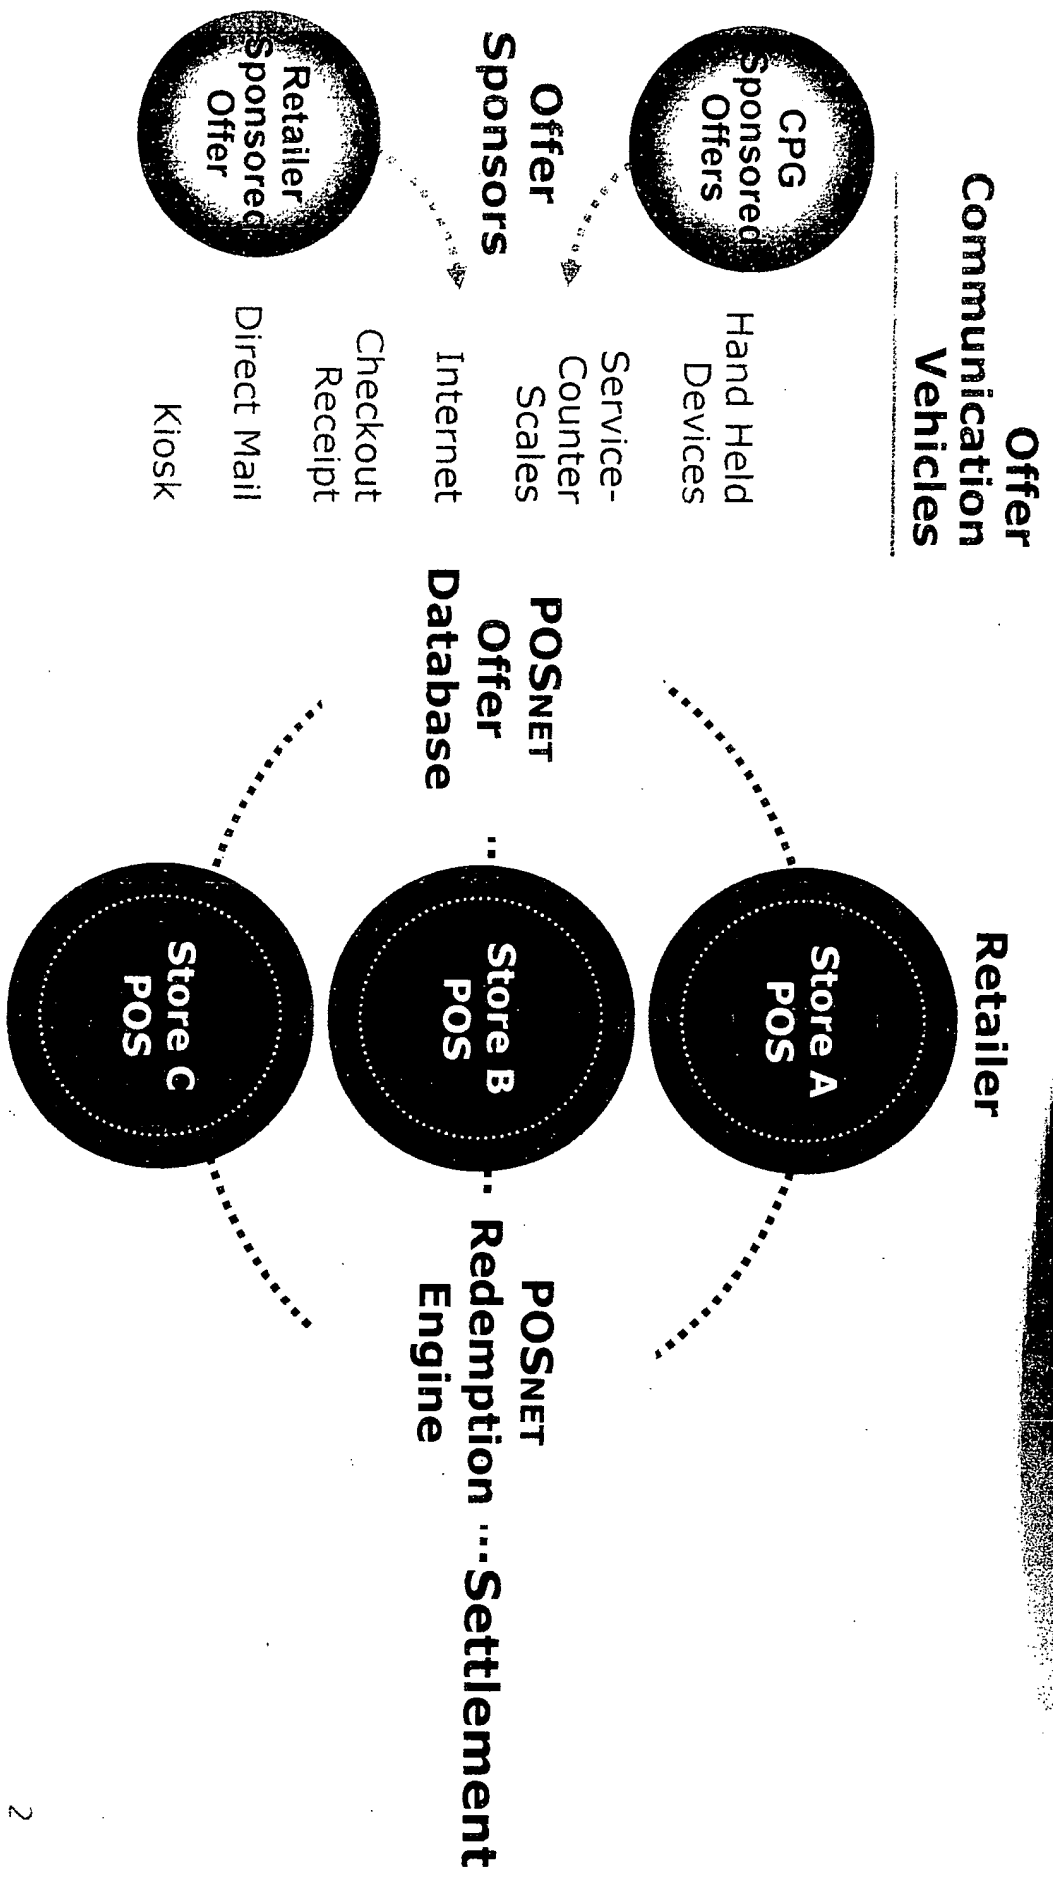 Offer
Communication
Vehicles
Retailer
CPG
Sponsored
Offers
Offer
Sponsors
Retailer
Sponsored
Offer
Hand Held
Devices
Service-
Counter
Scales
Internet
Checkout
Receipt
Direct Mail
Kiosk
POSNET
Offer
Database
Store A
POS
Store B
POS
Store C
POS
POSNET
Redemption
Engine
Settlement
2